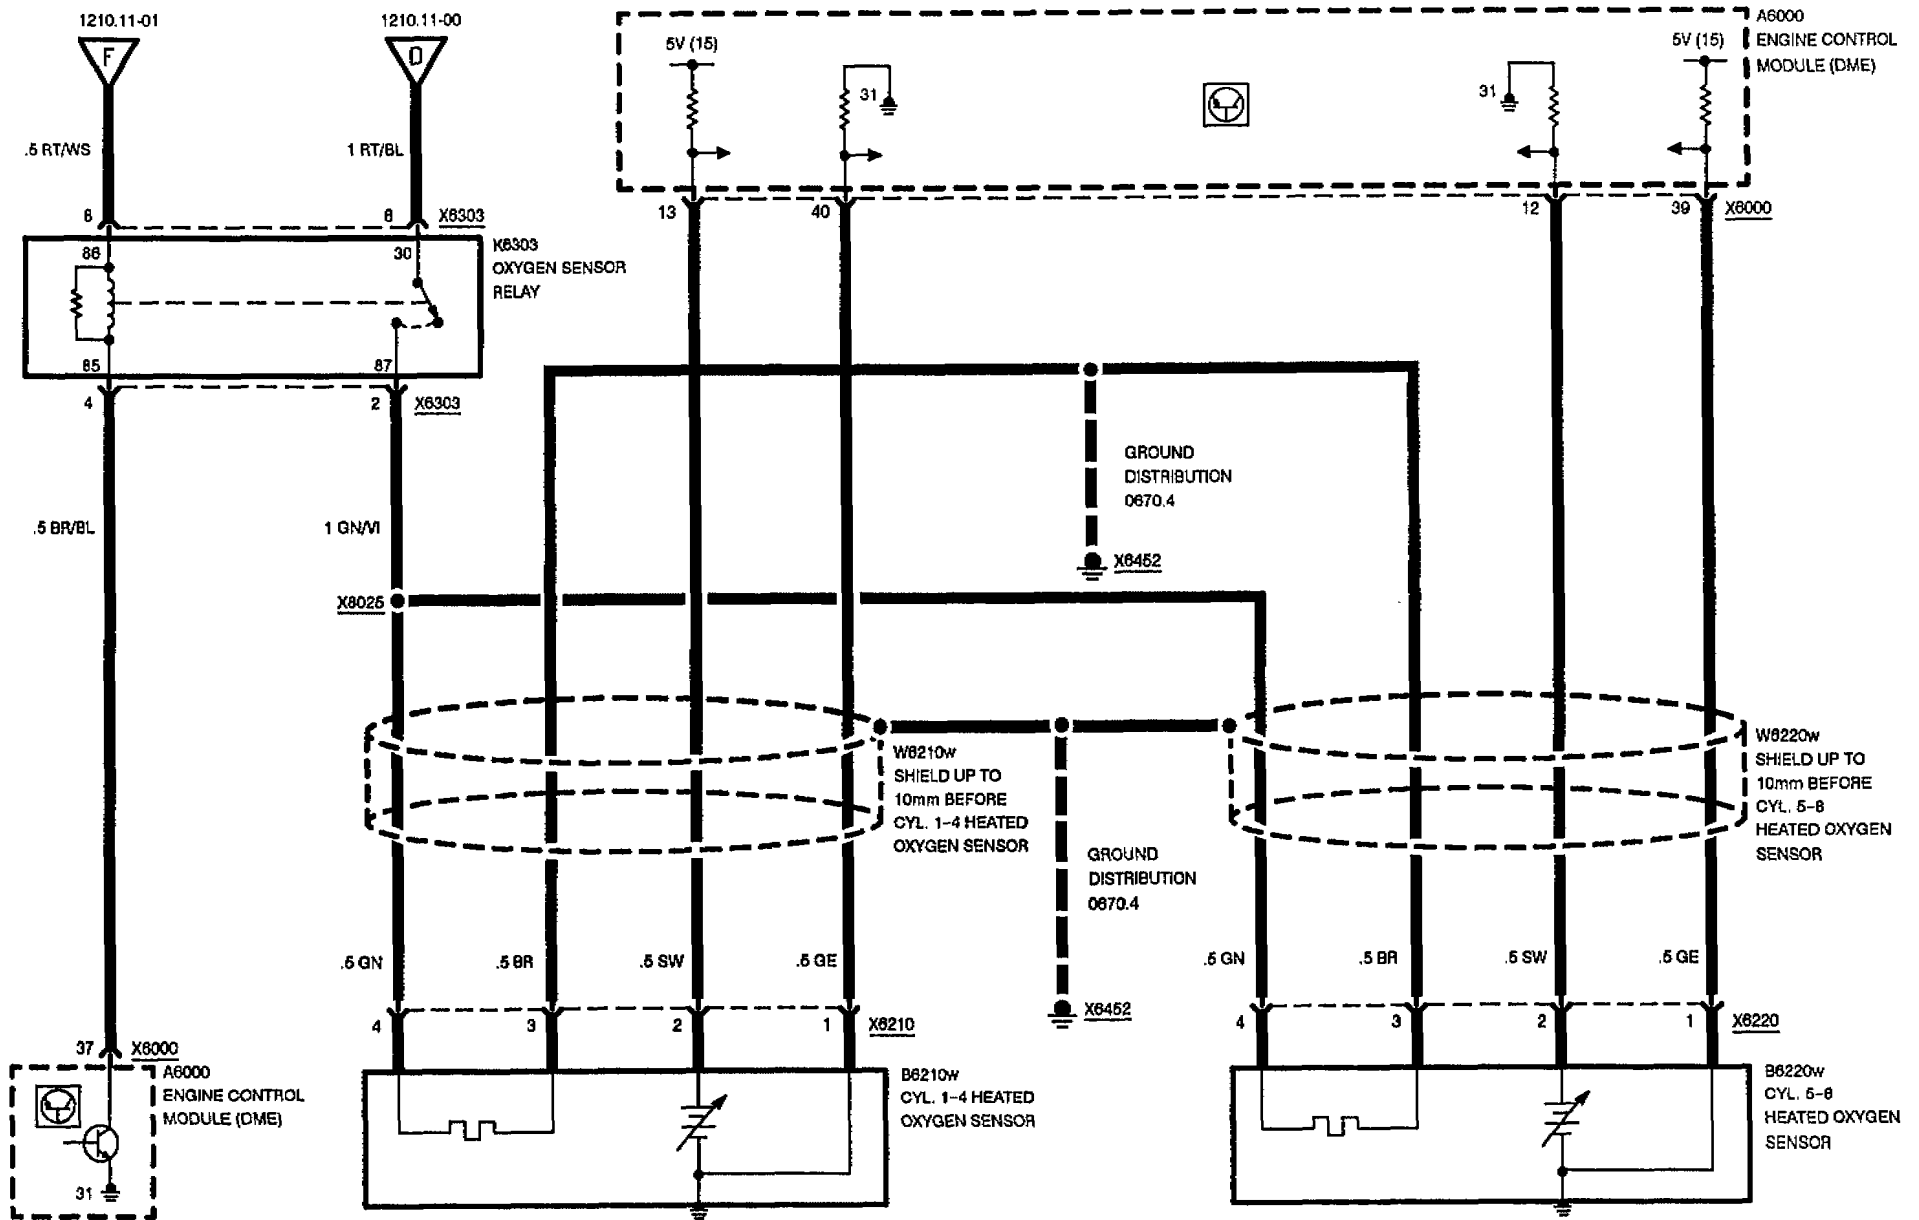 1210.11-01
1210.11-00
F
D
.5 RT/WS
1 RT/BL
6
8
X6303
86
30
K6303
OXYGEN SENSOR
RELAY
85
87
4
2
X6303
.5 BR/BL
1 GN/VI
X6025
37
X6000
A6000
ENGINE CONTROL
MODULE (DME)
31
5V (15)
31
31
5V (15)
A6000
ENGINE CONTROL
MODULE (DME)
13
40
12
39
X6000
GROUND
DISTRIBUTION
0670.4
X6452
W6210w
SHIELD UP TO
10mm BEFORE
CYL. 1-4 HEATED
OXYGEN SENSOR
W6220w
SHIELD UP TO
10mm BEFORE
CYL. 5-8
HEATED OXYGEN
SENSOR
GROUND
DISTRIBUTION
0670.4
X6452
.5 GN
.5 BR
.5 SW
.5 GE
4
3
2
1
X6210
B6210w
CYL. 1-4 HEATED
OXYGEN SENSOR
.5 GN
.5 BR
.5 SW
.5 GE
4
3
2
1
X6220
B6220w
CYL. 5-8
HEATED OXYGEN
SENSOR